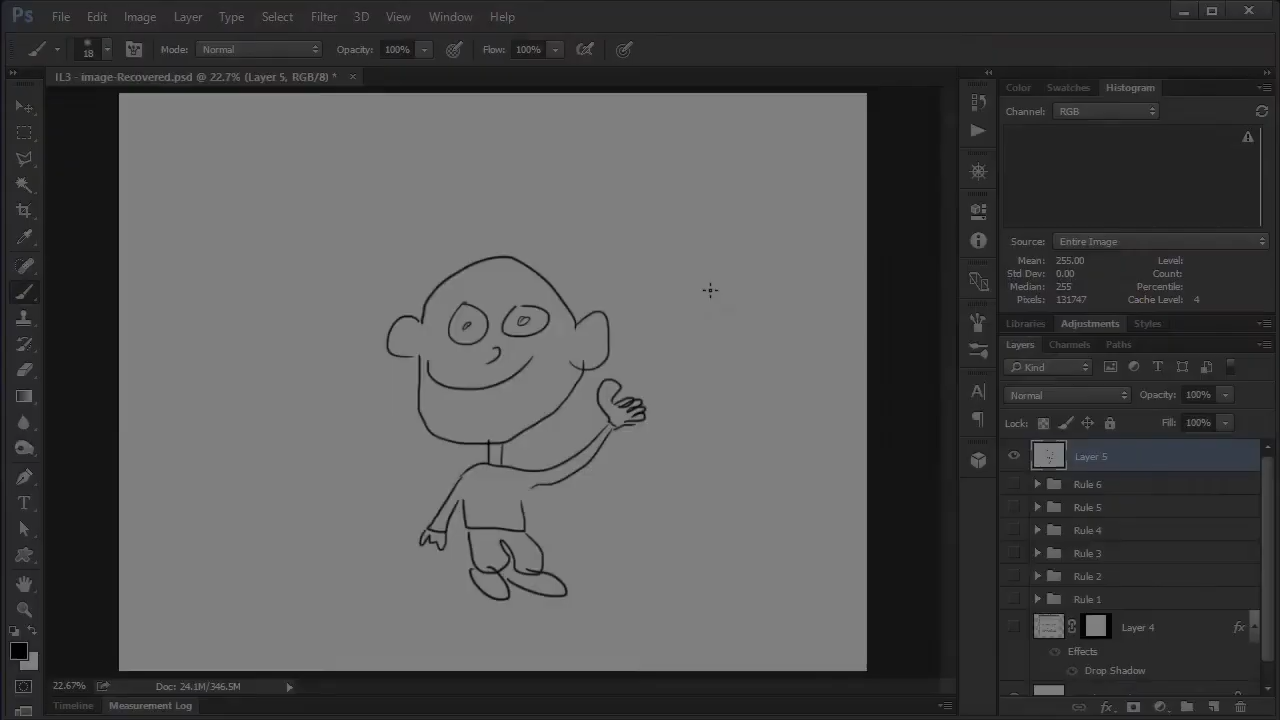 Ps File Edit Image Layer Type Select Filter 3D View Window Help
18 Mode: Normal Opacity: 100% Flow: 100%
IL3 - image-Recovered.psd @ 22.7% (Layer 5, RGB/8) *
Color Swatches Histogram
Channel: RGB
Source: Entire Image
Mean: 255.00 Level:
Std Dev: 0.00 Count:
Median: 255 Percentile:
Pixels: 131747 Cache Level: 4
Libraries Adjustments Styles
Layers Channels Paths
Kind
Normal Opacity: 100%
Lock: Fill: 100%
Layer 5
Rule 6
Rule 5
Rule 4
Rule 3
Rule 2
Rule 1
Layer 4 fx
Effects
Drop Shadow
22.67% Doc: 24.1M/346.5M
Timeline Measurement Log